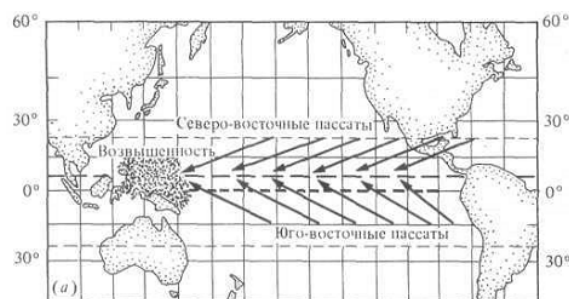 60° 60°
30° 30°
Северо-восточные пассаты
Возвышенность
0° 0°
Юго-восточные пассаты
30° 30°
(а)